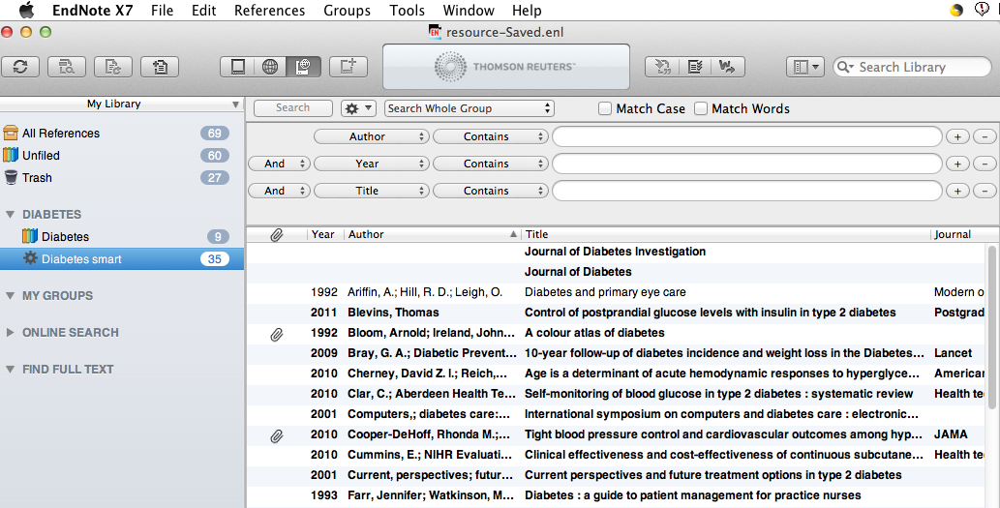 EndNote X7 File Edit References Groups Tools Window Help
resource-Saved.enl
THOMSON REUTERS™
Search Library
My Library
All References 69
Unfiled 60
Trash 27
DIABETES
Diabetes 9
Diabetes smart 35
MY GROUPS
ONLINE SEARCH
FIND FULL TEXT
Search Search Whole Group Match Case Match Words
Author Contains + -
And Year Contains + -
And Title Contains + -
Year Author Title Journal
Journal of Diabetes Investigation
Journal of Diabetes
1992 Ariffin, A.; Hill, R. D.; Leigh, O. Diabetes and primary eye care Modern o
2011 Blevins, Thomas Control of postprandial glucose levels with insulin in type 2 diabetes Postgrad
1992 Bloom, Arnold; Ireland, John... A colour atlas of diabetes
2009 Bray, G. A.; Diabetic Prevent... 10-year follow-up of diabetes incidence and weight loss in the Diabetes... Lancet
2010 Cherney, David Z. I.; Reich,... Age is a determinant of acute hemodynamic responses to hyperglyce... American
2010 Clar, C.; Aberdeen Health Te... Self-monitoring of blood glucose in type 2 diabetes : systematic review Health te
2001 Computers,; diabetes care:... International symposium on computers and diabetes care : electronic...
2010 Cooper-DeHoff, Rhonda M.;... Tight blood pressure control and cardiovascular outcomes among hyp... JAMA
2010 Cummins, E.; NIHR Evaluati... Clinical effectiveness and cost-effectiveness of continuous subcutane... Health te
2001 Current, perspectives; futur... Current perspectives and future treatment options in type 2 diabetes
1993 Farr, Jennifer; Watkinson, M... Diabetes : a guide to patient management for practice nurses